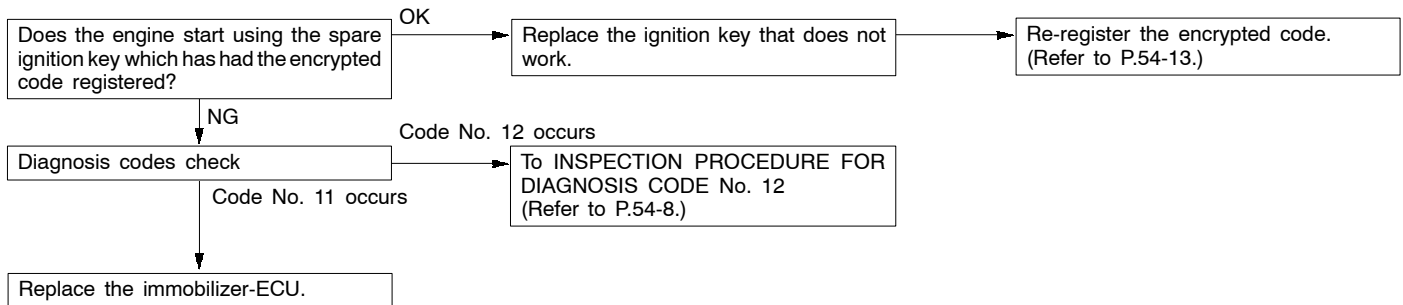 OK
Does the engine start using the spare
ignition key which has had the encrypted
code registered?
Replace the ignition key that does not
work.
Re-register the encrypted code.
(Refer to P.54-13.)
NG
Code No. 12 occurs
Diagnosis codes check
To INSPECTION PROCEDURE FOR
DIAGNOSIS CODE No. 12
(Refer to P.54-8.)
Code No. 11 occurs
Replace the immobilizer-ECU.